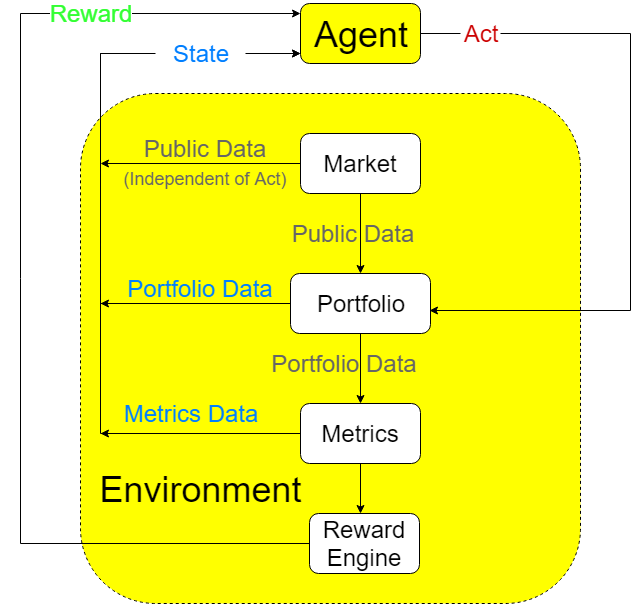 Reward
Agent
State
Act
Public Data
(Independent of Act)
Market
Public Data
Portfolio Data
Portfolio
Portfolio Data
Metrics Data
Metrics
Environment
Reward
Engine